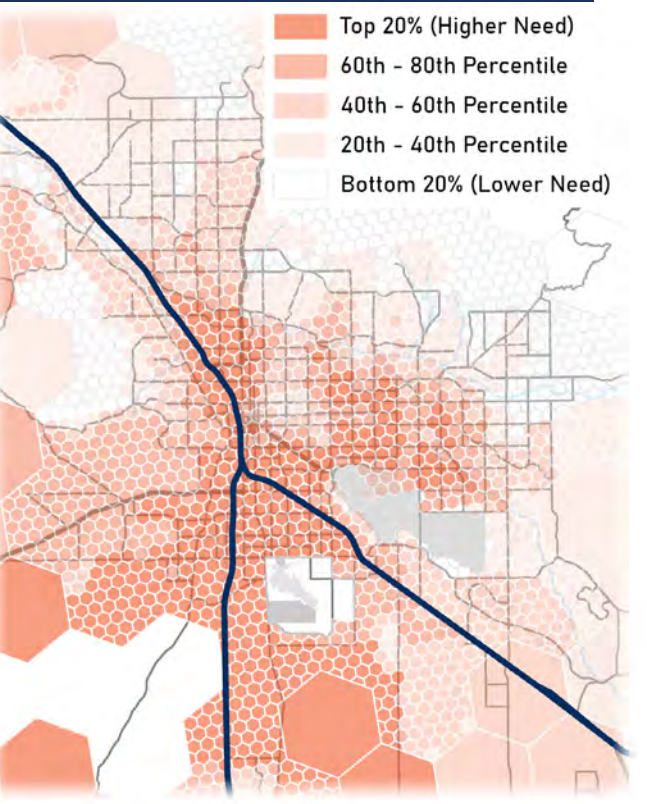 Top 20% (Higher Need)
60th - 80th Percentile
40th - 60th Percentile
20th - 40th Percentile
Bottom 20% (Lower Need)